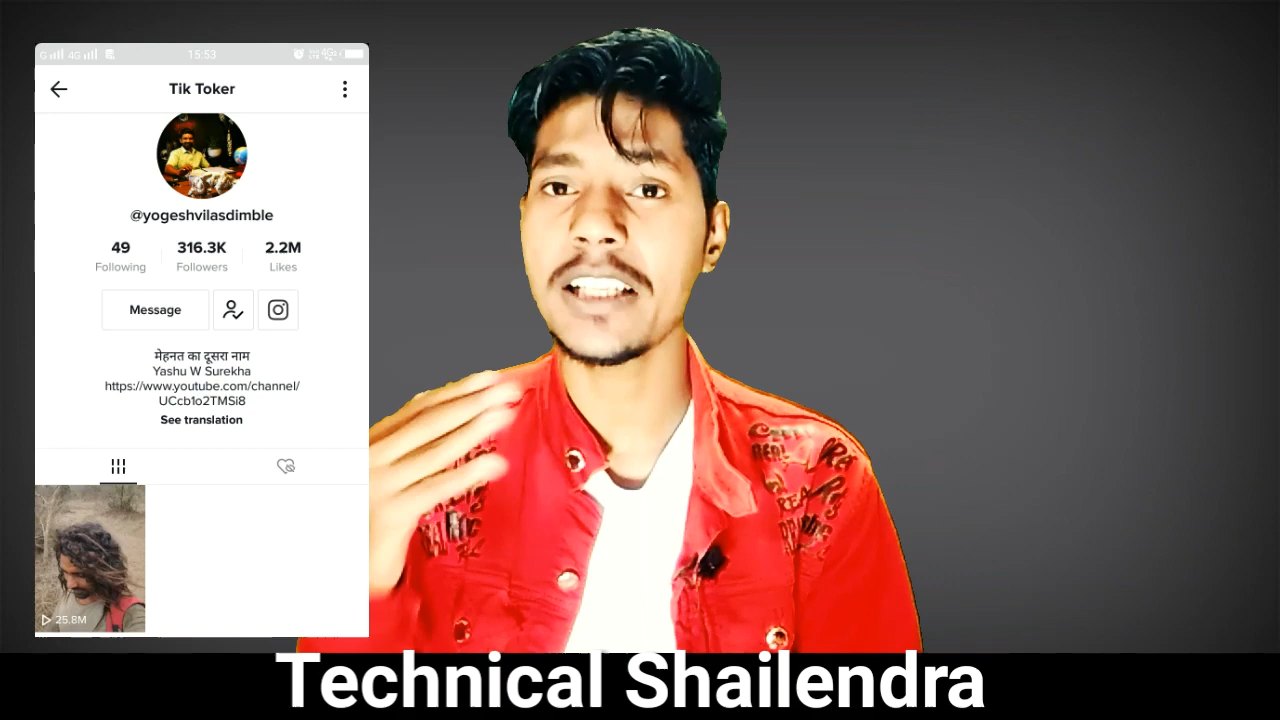 15:53
Tik Toker
@yogeshvilasdimble
49 316.3K 2.2M
Following Followers Likes
Message
मेहनत का दूसरा नाम
Yashu W Surekha
https://www.youtube.com/channel/
UCcb1o2TMSi8
See translation
25.8M
Technical Shailendra